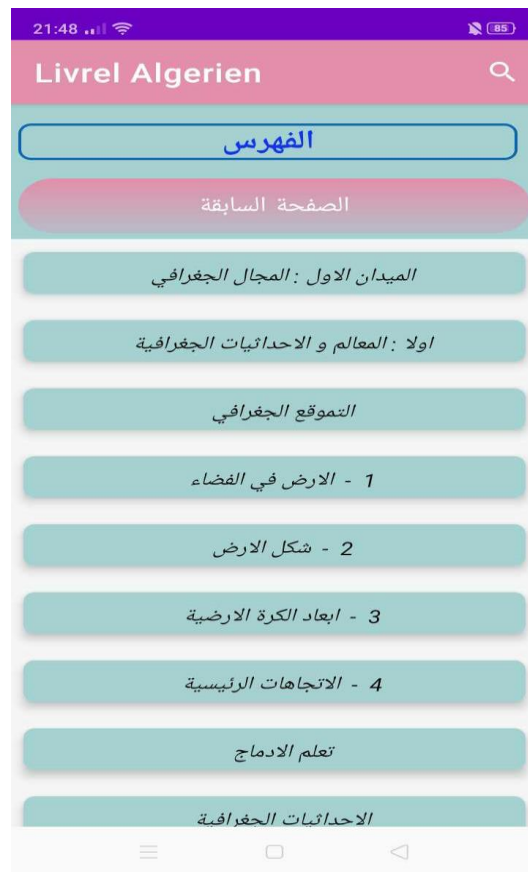 21:48
85
Livrel Algerien
الفهرس
الصفحة السابقة
الميدان الاول : المجال الجغرافي
اولا : المعالم و الاحداثيات الجغرافية
التموقع الجغرافي
1 - الارض في الفضاء
2 - شكل الارض
3 - ابعاد الكرة الارضية
4 - الاتجاهات الرئيسية
تعلم الادماج
الاحداثيات الجغرافية